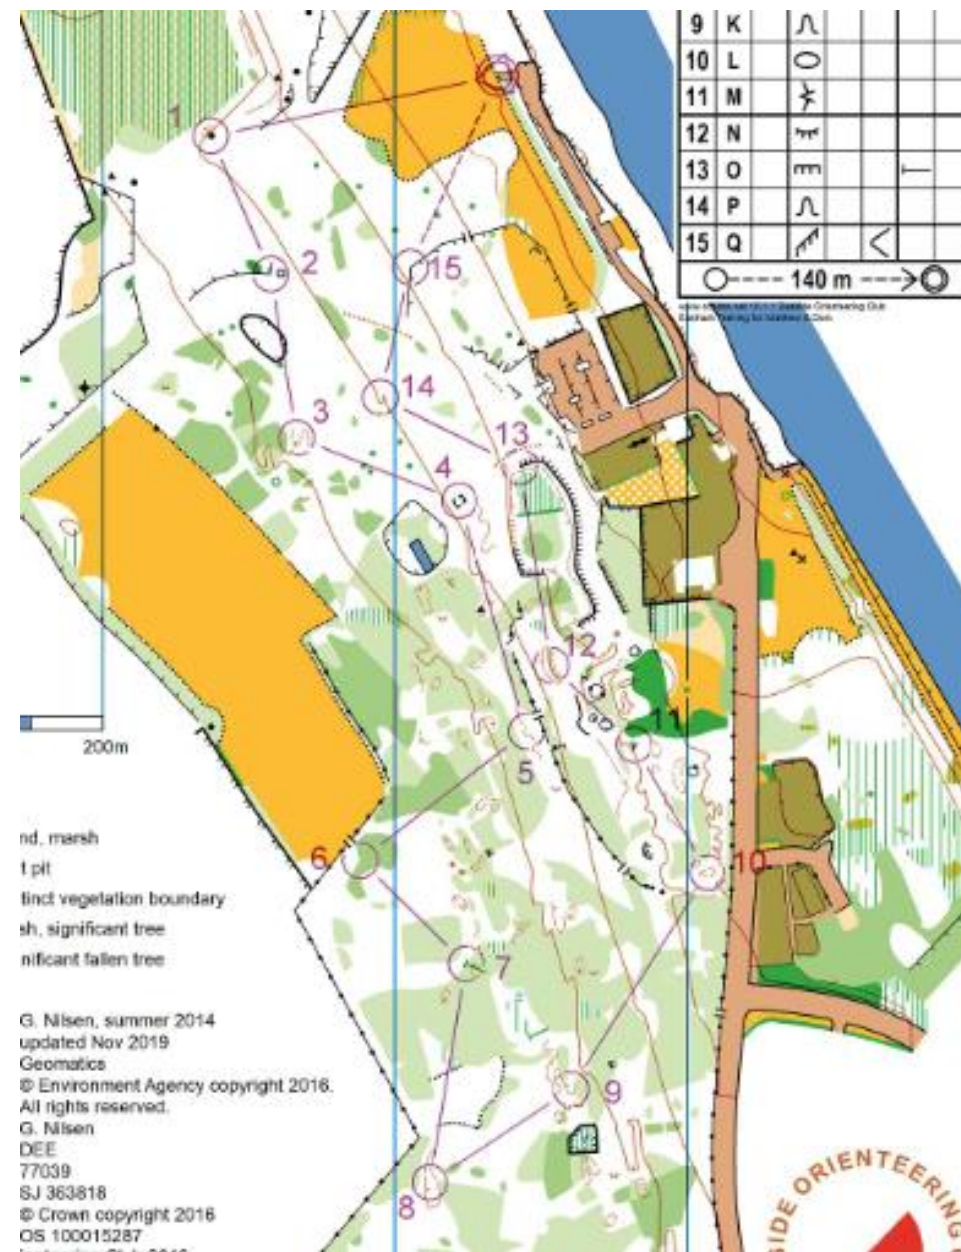 9 K
10 L
11 M
12 N
13 O
14 P
15 Q
140 m
1
2
15
14
3
13
4
12
11
5
200m
6
10
7
nd, marsh
t pit
tinct vegetation boundary
sh, significant tree
nificant fallen tree
9
8
G. Nilsen, summer 2014
updated Nov 2019
Geomatics
© Environment Agency copyright 2016.
All rights reserved.
G. Nilsen
DEE
77039
SJ 363818
© Crown copyright 2016
OS 100015287
SIDE ORIENTEERING